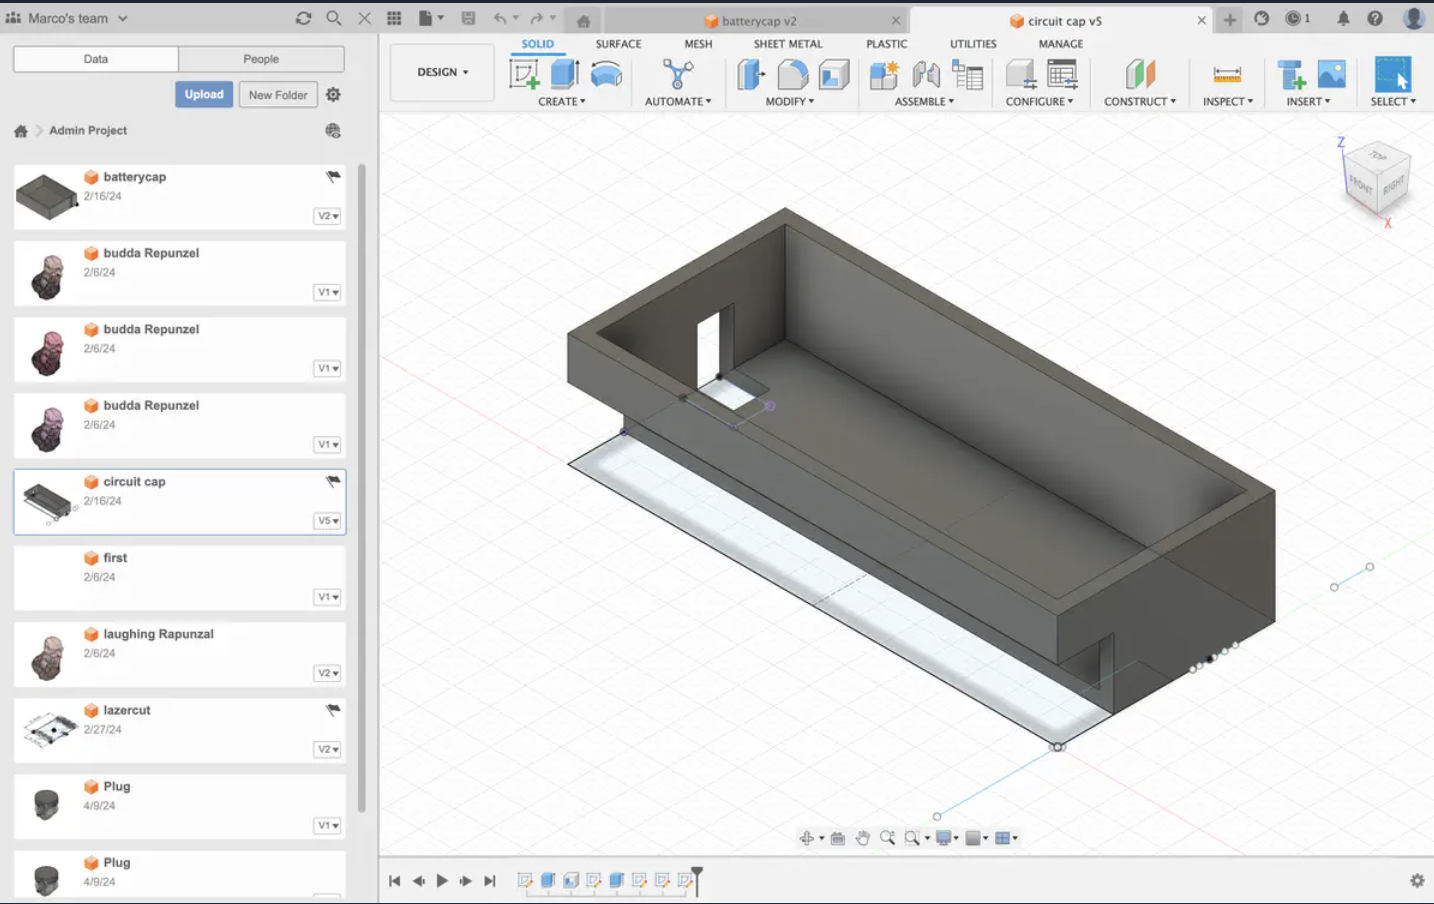 Marco's team
batterycap v2
circuit cap v5
1
Data
People
Upload
New Folder
Admin Project
batterycap
2/16/24
V2
budda Repunzel
2/6/24
V1
budda Repunzel
2/6/24
V1
budda Repunzel
2/6/24
V1
circuit cap
2/16/24
V5
first
2/6/24
V1
laughing Rapunzal
2/6/24
V2
lazercut
2/27/24
V2
Plug
4/9/24
V1
Plug
4/9/24
DESIGN
SOLID
SURFACE
MESH
SHEET METAL
PLASTIC
UTILITIES
MANAGE
CREATE
AUTOMATE
MODIFY
ASSEMBLE
CONFIGURE
CONSTRUCT
INSPECT
INSERT
SELECT
Z
TOP
FRONT
RIGHT
X